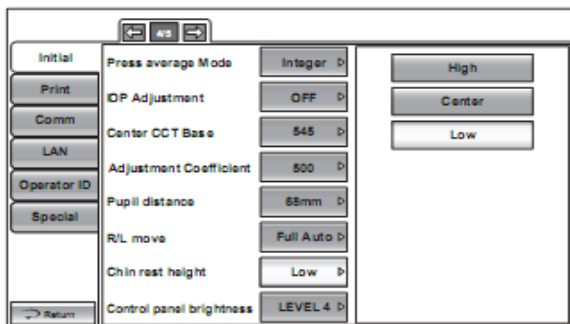 4/5
Initial
Print
Comm
LAN
Operator ID
Special
Return
Press average Mode Integer
IOP Adjustment OFF
Center CCT Base 545
Adjustment Coefficient 500
Pupil distance 68mm
R/L move Full Auto
Chin rest height Low
Control panel brightness LEVEL 4
High
Center
Low